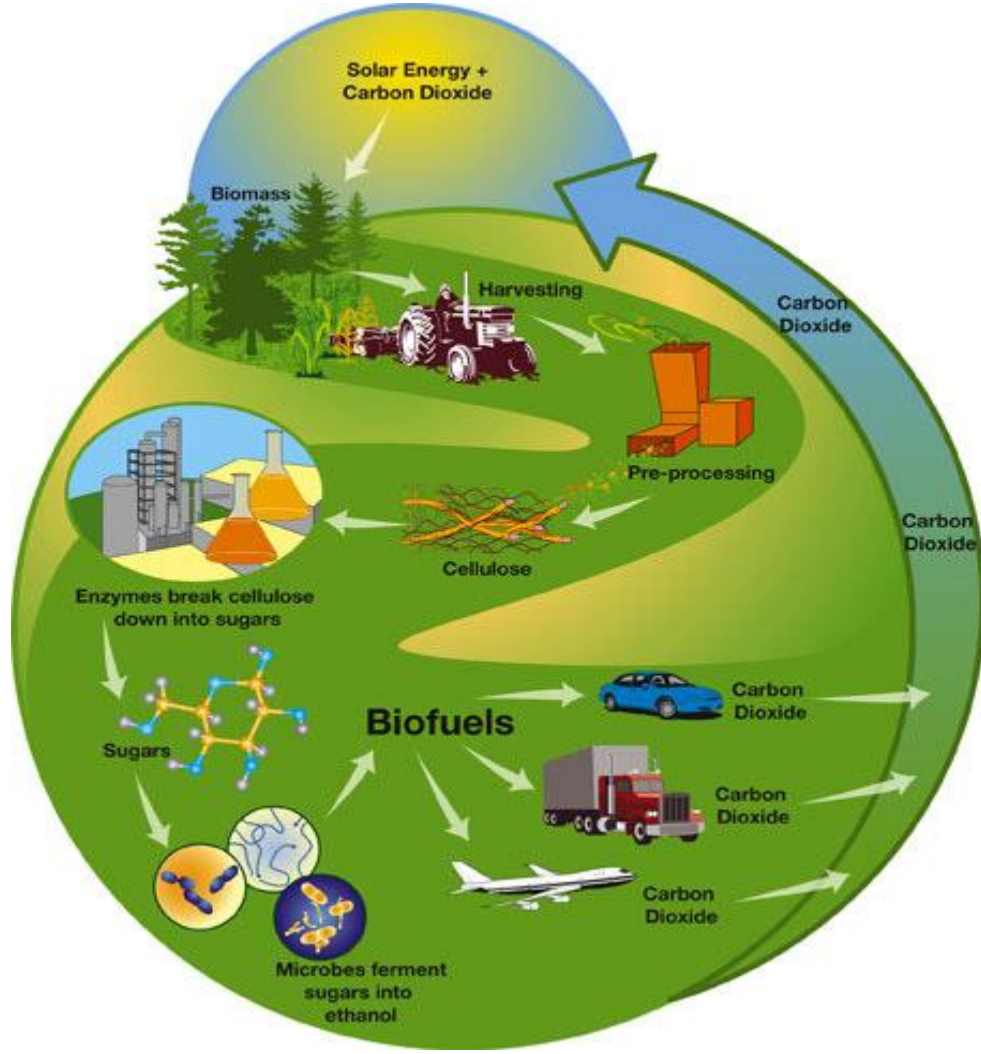 Solar Energy +
Carbon Dioxide
Biomass
Harvesting
Pre-processing
Cellulose
Enzymes break cellulose
down into sugars
Sugars
Microbes ferment
sugars into
ethanol
Biofuels
Carbon
Dioxide
Carbon
Dioxide
Carbon
Dioxide
Carbon
Dioxide
Carbon
Dioxide